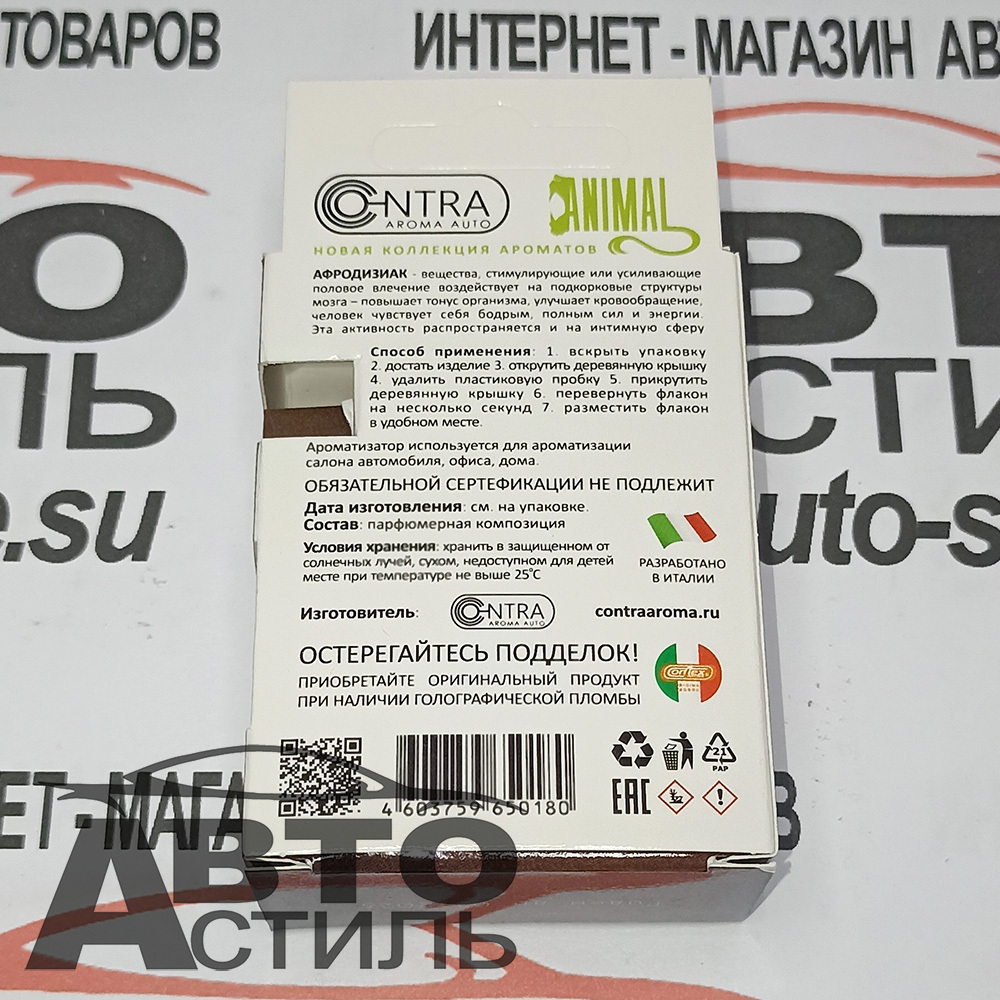 ТОВАРОВ
ИНТЕРНЕТ - МАГАЗИН АВ
CONTRA
AROMA AUTO
ANIMAL
НОВАЯ КОЛЛЕКЦИЯ АРОМАТОВ
АФРОДИЗИАК - вещества, стимулирующие или усиливающие
половое влечение воздействует на подкорковые структуры
мозга – повышает тонус организма, улучшает кровообращение,
человек чувствует себя бодрым, полным сил и энергии.
Эта активность распространяется и на интимную сферу
Способ применения: 1. вскрыть упаковку
2. достать изделие 3. открутить деревянную крышку
4. удалить пластиковую пробку 5. прикрутить
деревянную крышку 6. перевернуть флакон
на несколько секунд 7. разместить флакон
в удобном месте.
Ароматизатор используется для ароматизации
салона автомобиля, офиса, дома.
ОБЯЗАТЕЛЬНОЙ СЕРТЕФИКАЦИИ НЕ ПОДЛЕЖИТ
Дата изготовления: см. на упаковке.
Состав: парфюмерная композиция
Условия хранения: хранить в защищенном от
солнечных лучей, сухом, недоступном для детей
месте при температуре не выше 25°С
РАЗРАБОТАНО
В ИТАЛИИ
Изготовитель:
CONTRA
AROMA AUTO
contraaroma.ru
ОСТЕРЕГАЙТЕСЬ ПОДДЕЛОК!
ПРИОБРЕТАЙТЕ ОРИГИНАЛЬНЫЙ ПРОДУКТ
ПРИ НАЛИЧИИ ГОЛОГРАФИЧЕСКОЙ ПЛОМБЫ
Contex
21
PAP
EAC
4 603759 650180
О
ВТ
ЛЬ
СТИ
e.su
uto-s
ЕТ - МАГА
В
АВТО
СТИЛЬ